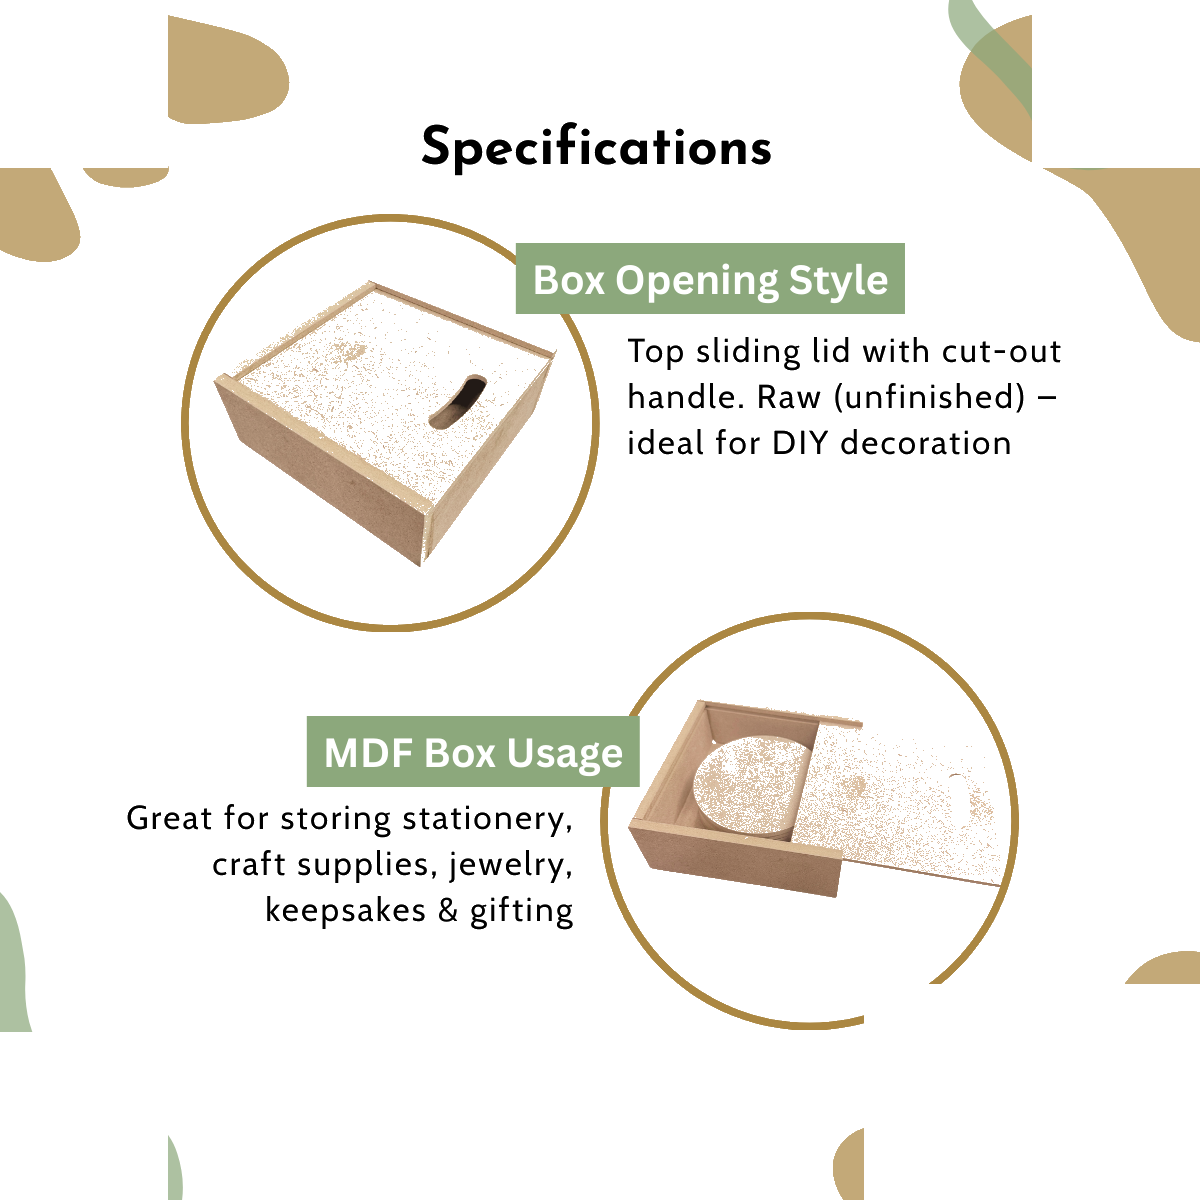 Specifications
Box Opening Style
Top sliding lid with cut-out
handle. Raw (unfinished) –
ideal for DIY decoration
MDF Box Usage
Great for storing stationery,
craft supplies, jewelry,
keepsakes & gifting